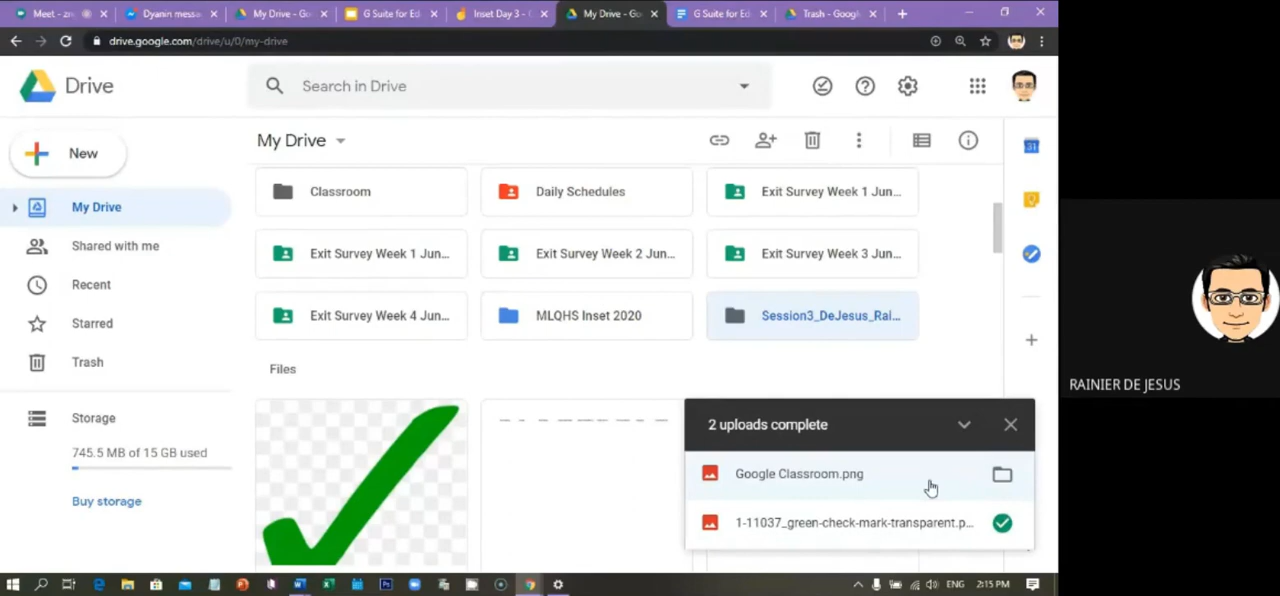 Meet - zn
Dyanin messa
My Drive - Go
G Suite for Ed
Inset Day 3 -
My Drive - Go
G Suite for Ed
Trash - Google
drive.google.com/drive/u/0/my-drive
Drive
Search in Drive
New
My Drive
Classroom
Daily Schedules
Exit Survey Week 1 Jun...
My Drive
Shared with me
Exit Survey Week 1 Jun...
Exit Survey Week 2 Jun...
Exit Survey Week 3 Jun...
Recent
Exit Survey Week 4 Jun...
MLQHS Inset 2020
Session3_DeJesus_Rai...
Starred
Trash
Files
Storage
745.5 MB of 15 GB used
Buy storage
2 uploads complete
Google Classroom.png
1-11037_green-check-mark-transparent.p...
RAINIER DE JESUS
31
ENG
2:15 PM